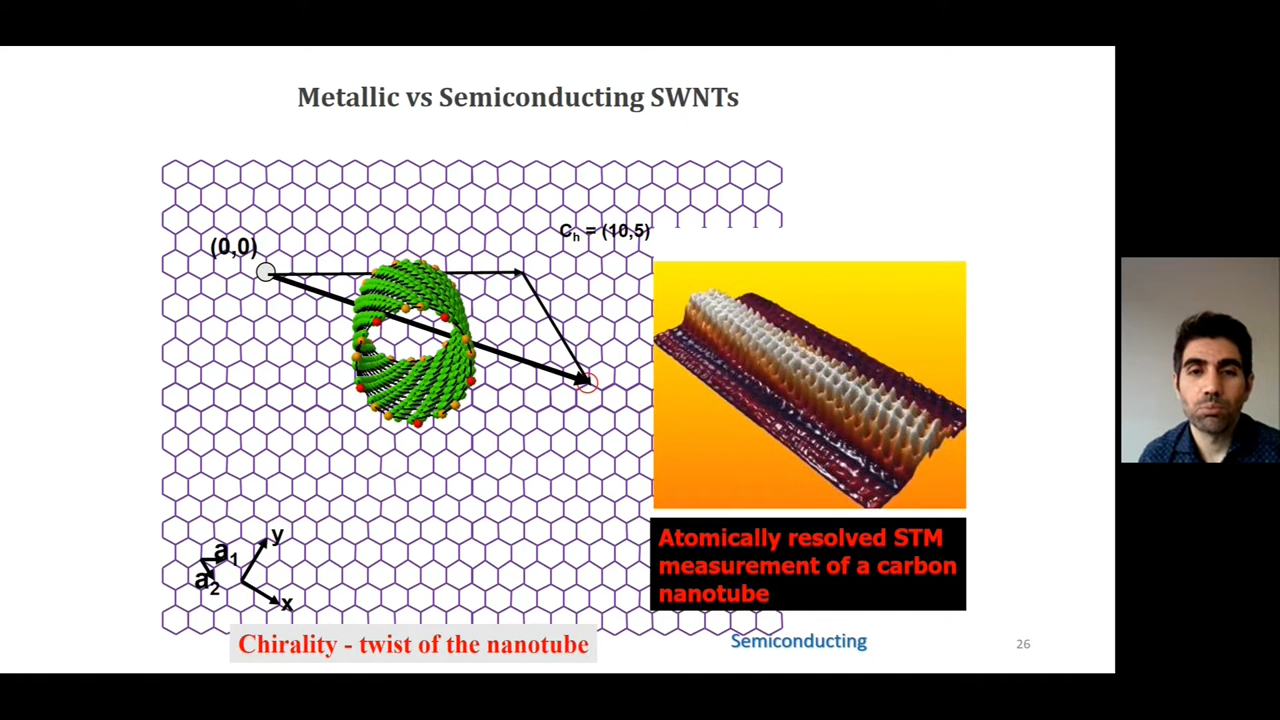 Metallic vs Semiconducting SWNTs
Ch = (10,5)
(0,0)
Atomically resolved STM
measurement of a carbon
nanotube
y
a1
a2
x
Chirality - twist of the nanotube
Semiconducting
26